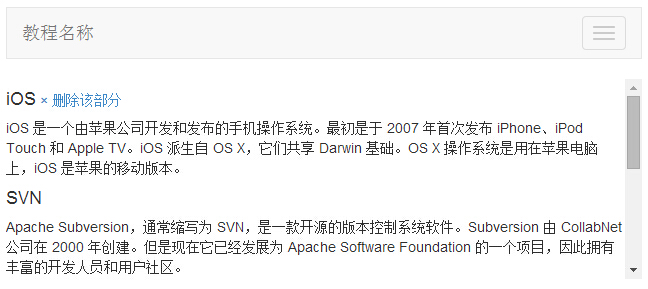 教程名称
iOS × 删除该部分
iOS 是一个由苹果公司开发和发布的手机操作系统。最初是于 2007 年首次发布 iPhone、iPod
Touch 和 Apple TV。iOS 派生自 OS X，它们共享 Darwin 基础。OS X 操作系统是用在苹果电脑
上，iOS 是苹果的移动版本。
SVN
Apache Subversion，通常缩写为 SVN，是一款开源的版本控制系统软件。Subversion 由 CollabNet
公司在 2000 年创建。但是现在它已经发展为 Apache Software Foundation 的一个项目，因此拥有
丰富的开发人员和用户社区。